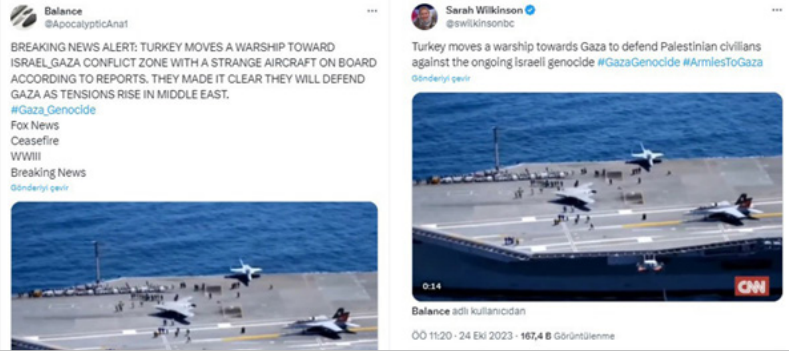 Balance
@ApocalypticAna1
BREAKING NEWS ALERT: TURKEY MOVES A WARSHIP TOWARD
ISRAEL_GAZA CONFLICT ZONE WITH A STRANGE AIRCRAFT ON BOARD
ACCORDING TO REPORTS. THEY MADE IT CLEAR THEY WILL DEFEND
GAZA AS TENSIONS RISE IN MIDDLE EAST.
#Gaza_Genocide
Fox News
Ceasefire
WWIII
Breaking News
Gönderiyi çevir
Sarah Wilkinson
@swilkinsonbc
Turkey moves a warship towards Gaza to defend Palestinian civilians
against the ongoing israeli genocide #GazaGenocide #ArmiesToGaza
Gönderiyi çevir
0:14
CNN
Balance adlı kullanıcıdan
ÖÖ 11:20 · 24 Eki 2023 · 167,4 B Görüntülenme